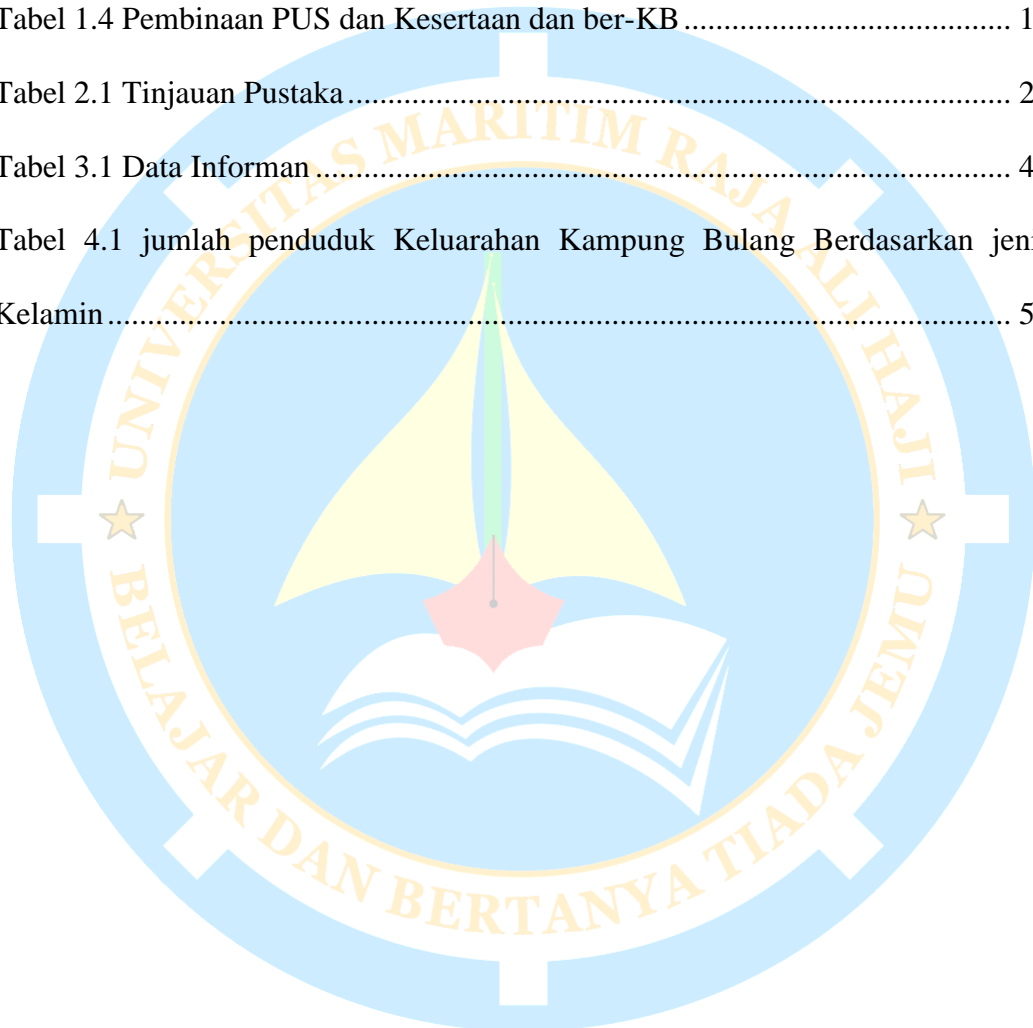 Tabel 1.4 Pembinaan PUS dan Kesertaan dan ber-KB .......................................... 1
Tabel 2.1 Tinjauan Pustaka ..................................................................................... 2
Tabel 3.1 Data Informan ......................................................................................... 4
Tabel 4.1 jumlah penduduk Keluarahan Kampung Bulang Berdasarkan jeni
Kelamin .................................................................................................................. 5
UNIVERSITAS MARITIM RAJA ALI HAJI
BELAJAR DAN BERTANYA TIADA JEMU